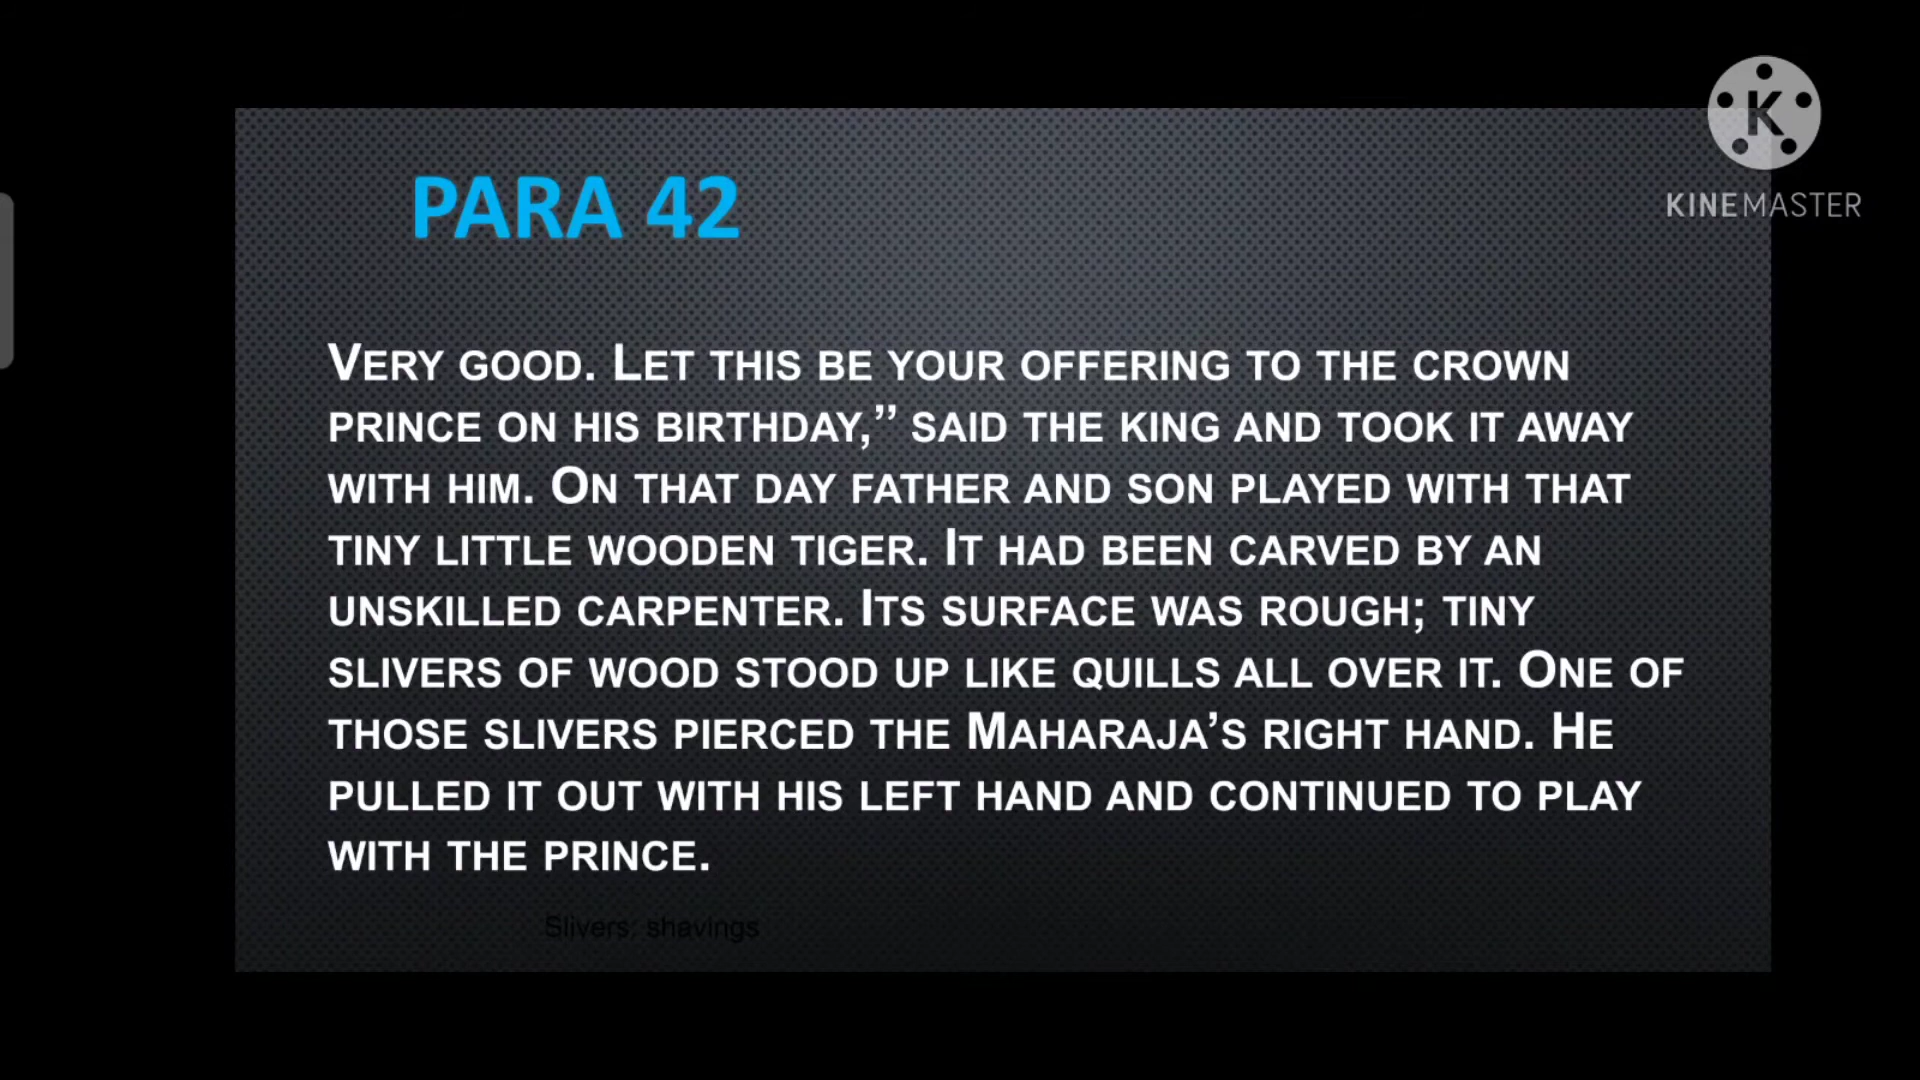 K
KINEMASTER
PARA 42
Very good. Let this be your offering to the crown
prince on his birthday,” said the king and took it away
with him. On that day father and son played with that
tiny little wooden tiger. It had been carved by an
unskilled carpenter. Its surface was rough; tiny
slivers of wood stood up like quills all over it. One of
those slivers pierced the Maharaja’s right hand. He
pulled it out with his left hand and continued to play
with the prince.
Slivers: shavings